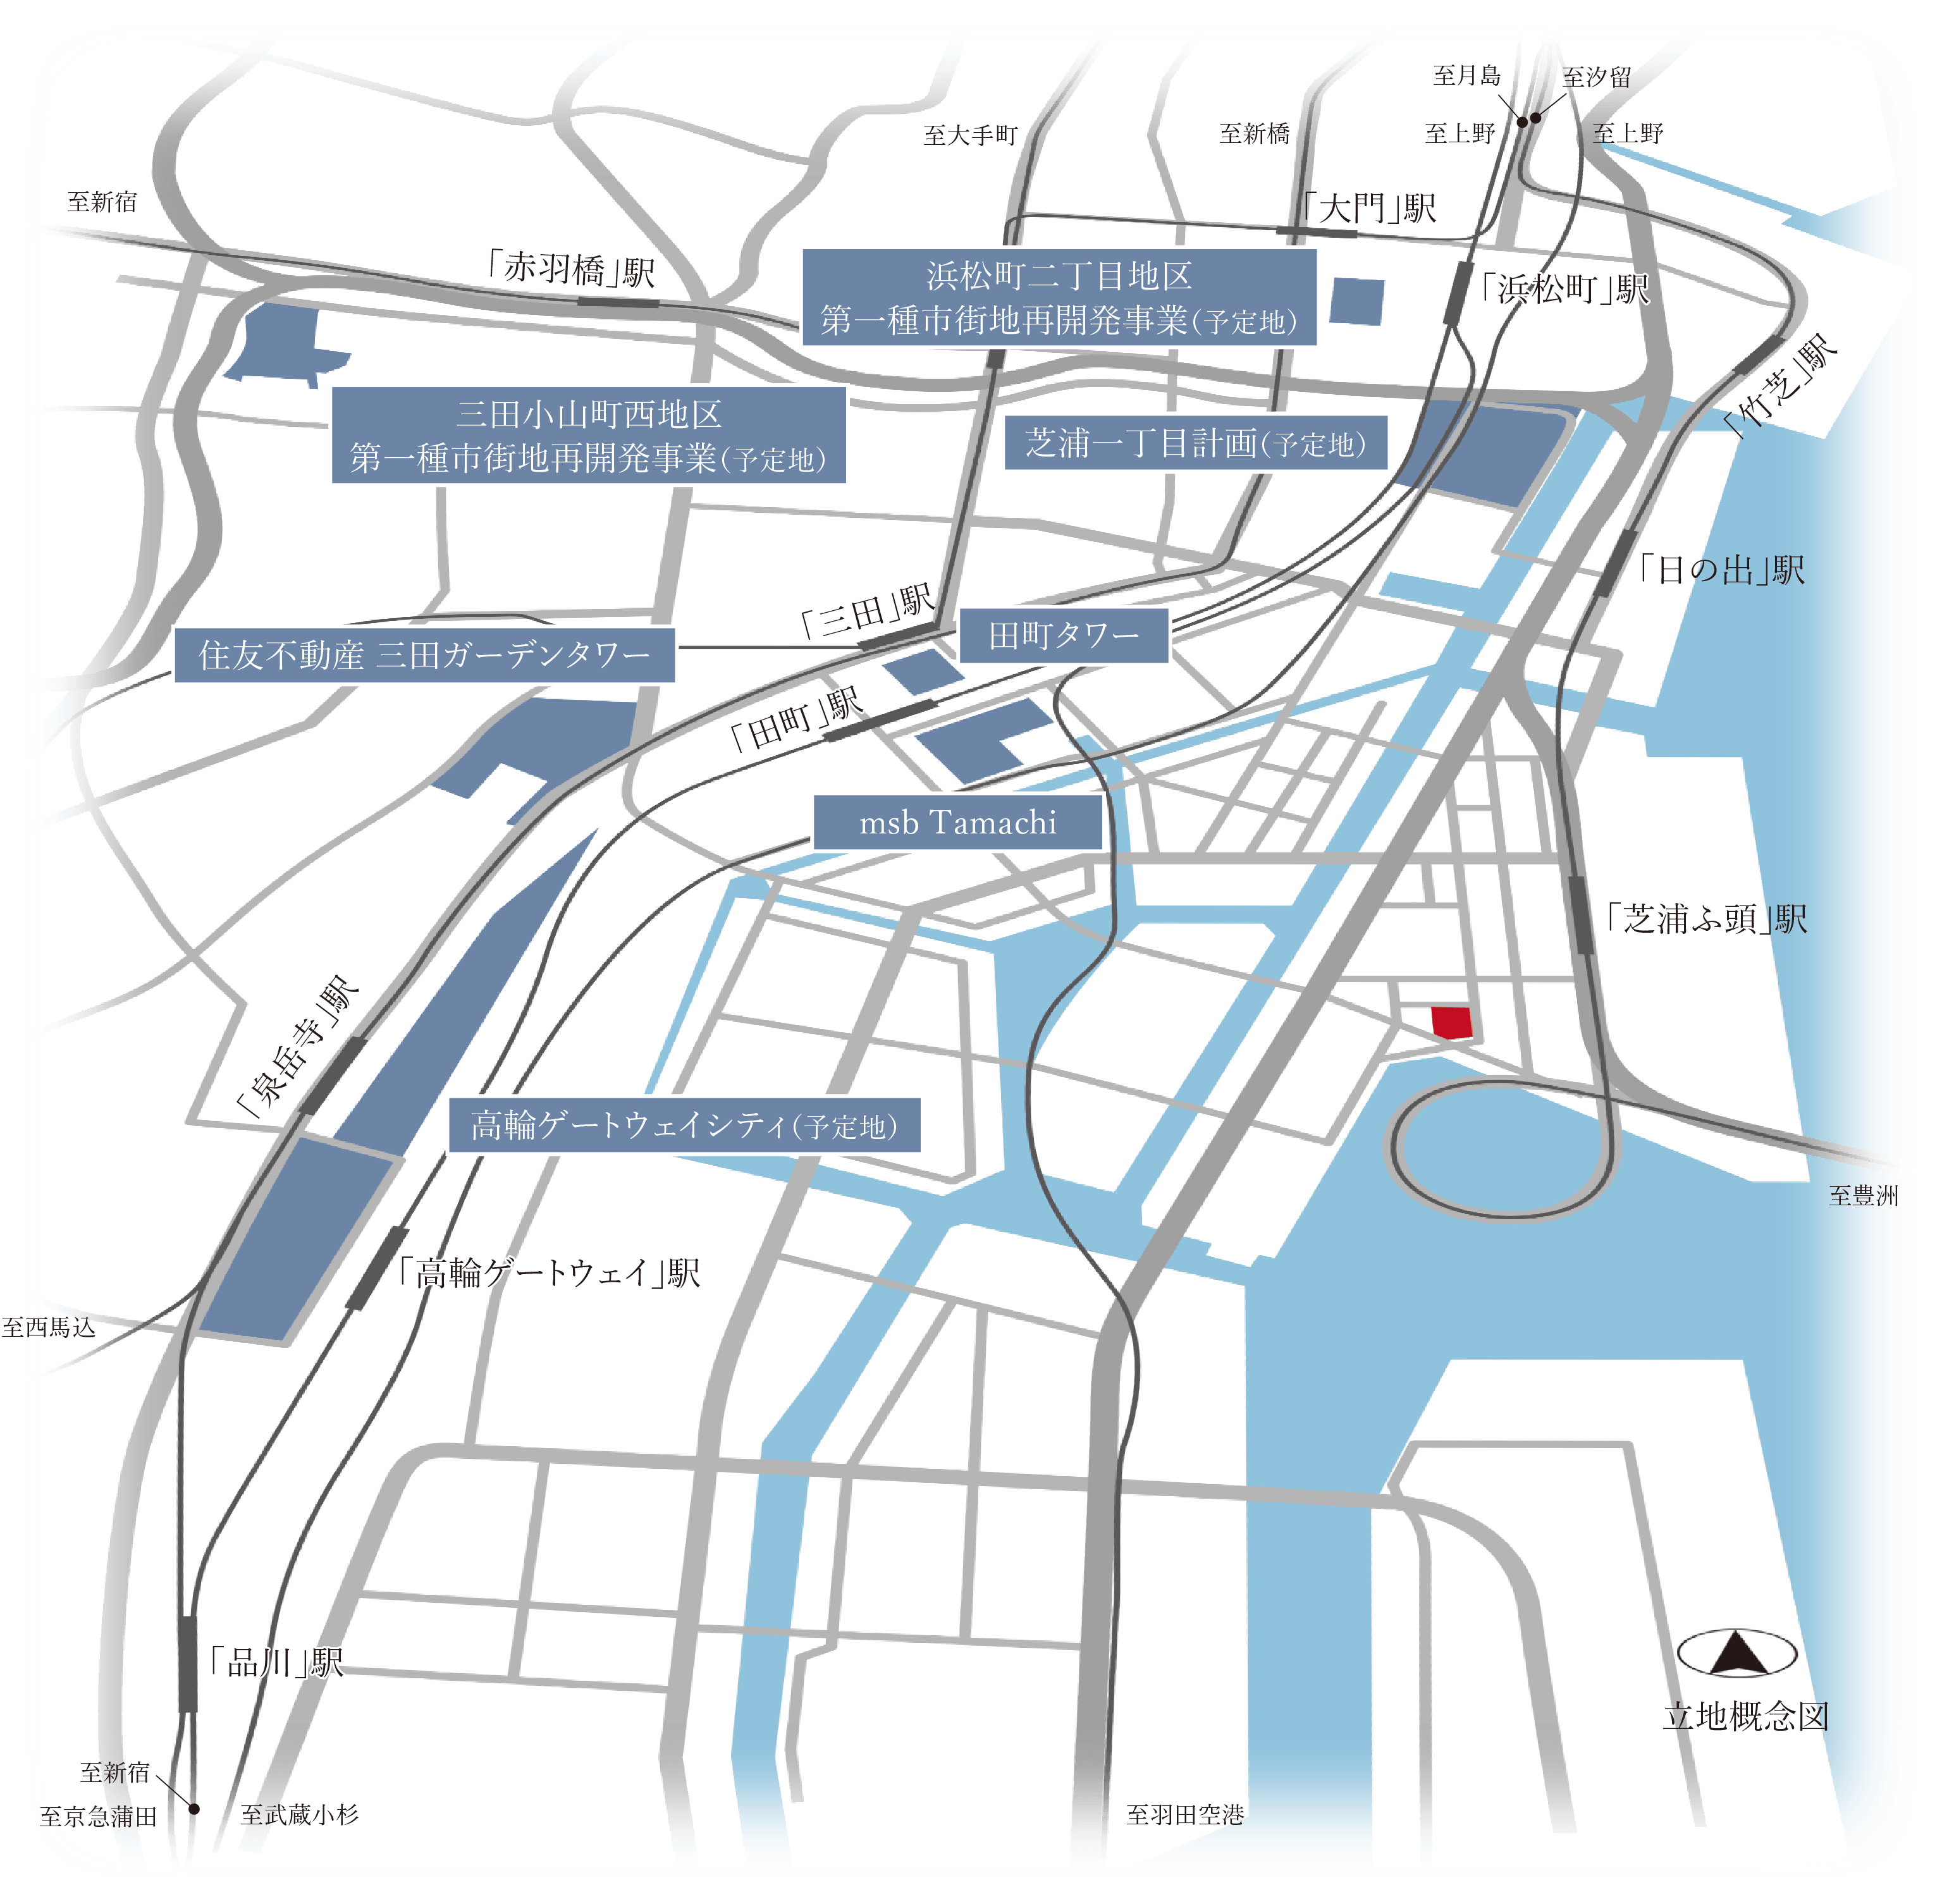 至月島
至汐留
至大手町
至新橋
至上野
至上野
至新宿
「大門」駅
「赤羽橋」駅
浜松町二丁目地区
第一種市街地再開発事業(予定地)
「浜松町」駅
「竹芝」駅
三田小山町西地区
第一種市街地再開発事業(予定地)
芝浦一丁目計画(予定地)
「日の出」駅
「三田」駅
田町タワー
住友不動産 三田ガーデンタワー
「田町」駅
msb Tamachi
「芝浦ふ頭」駅
「泉岳寺」駅
高輪ゲートウェイシティ(予定地)
至豊洲
「高輪ゲートウェイ」駅
至西馬込
「品川」駅
立地概念図
至新宿
至京急蒲田
至武蔵小杉
至羽田空港